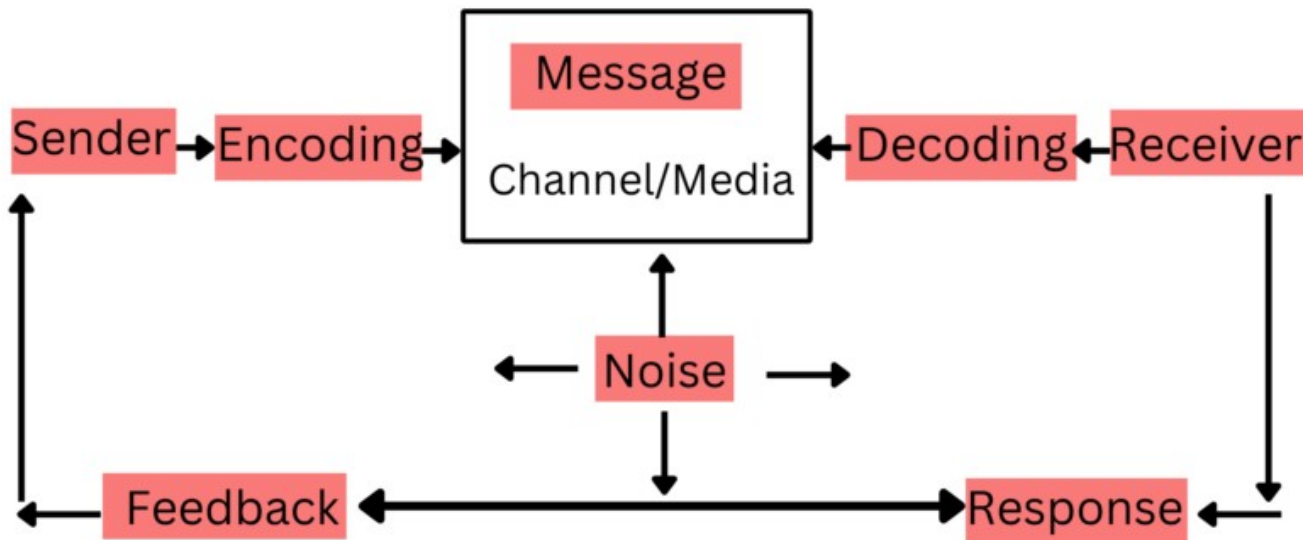 Message
Sender
Encoding
Channel/Media
Decoding
Receiver
Noise
Feedback
Response